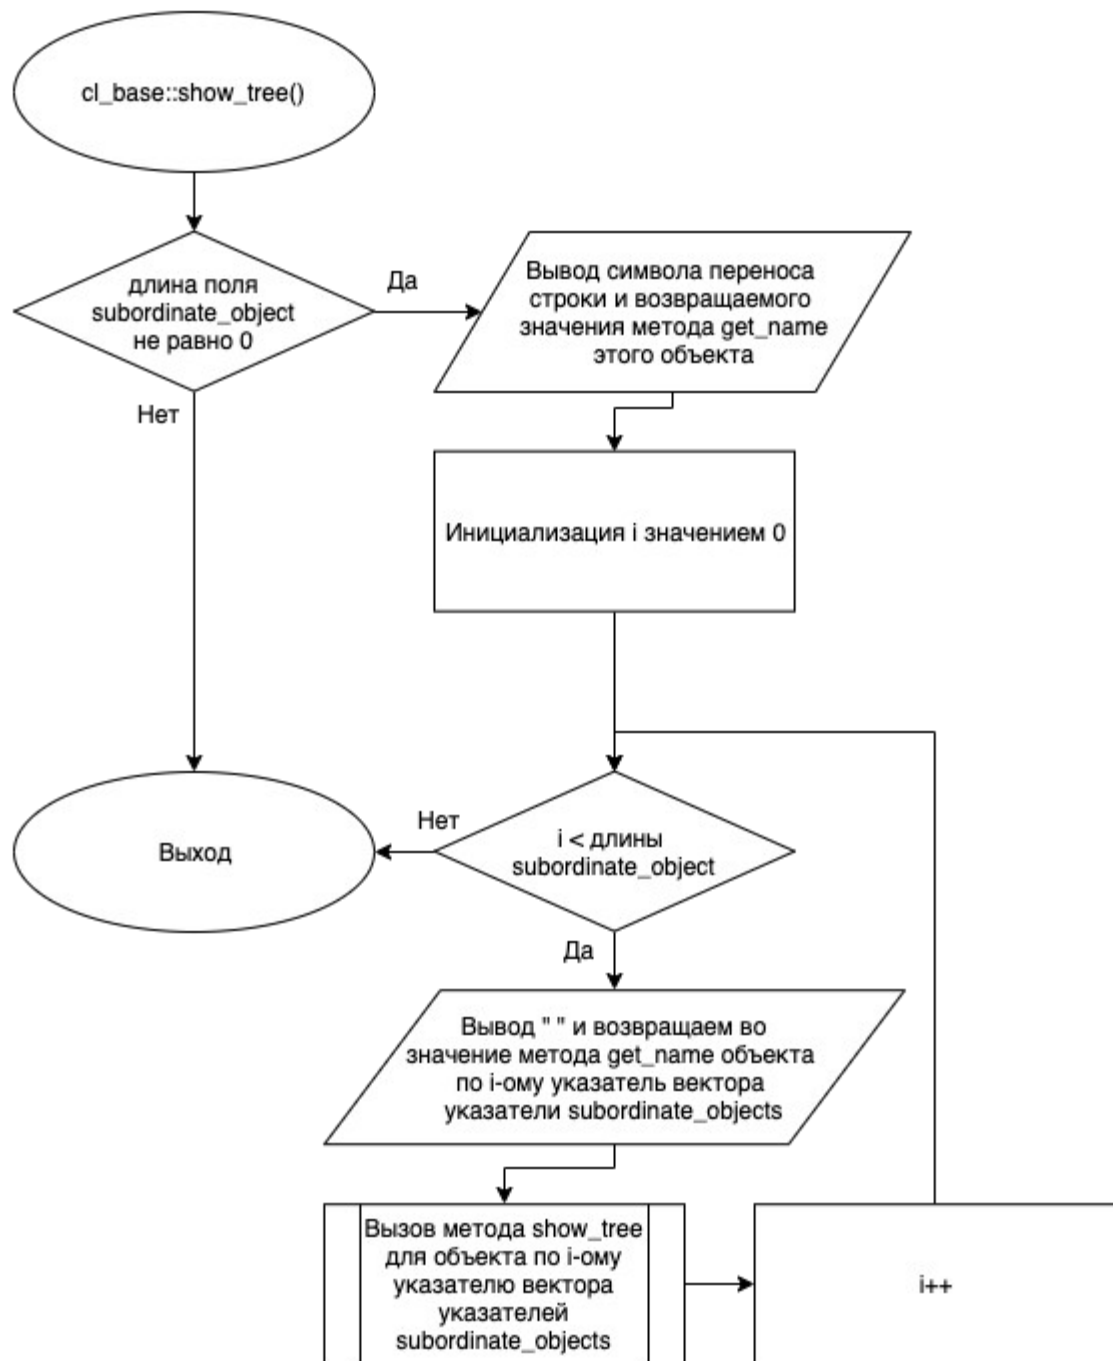 cl_base::show_tree()
длина поля
subordinate_object
не равно 0
Да
Вывод символа переноса
строки и возвращаемого
значения метода get_name
этого объекта
Нет
Инициализация i значением 0
Выход
Нет
i < длины
subordinate_object
Да
Вывод " " и возвращаем во
значение метода get_name объекта
по i-ому указатель вектора
указатели subordinate_objects
Вызов метода show_tree
для объекта по i-ому
указателю вектора
указателей
subordinate_objects
i++